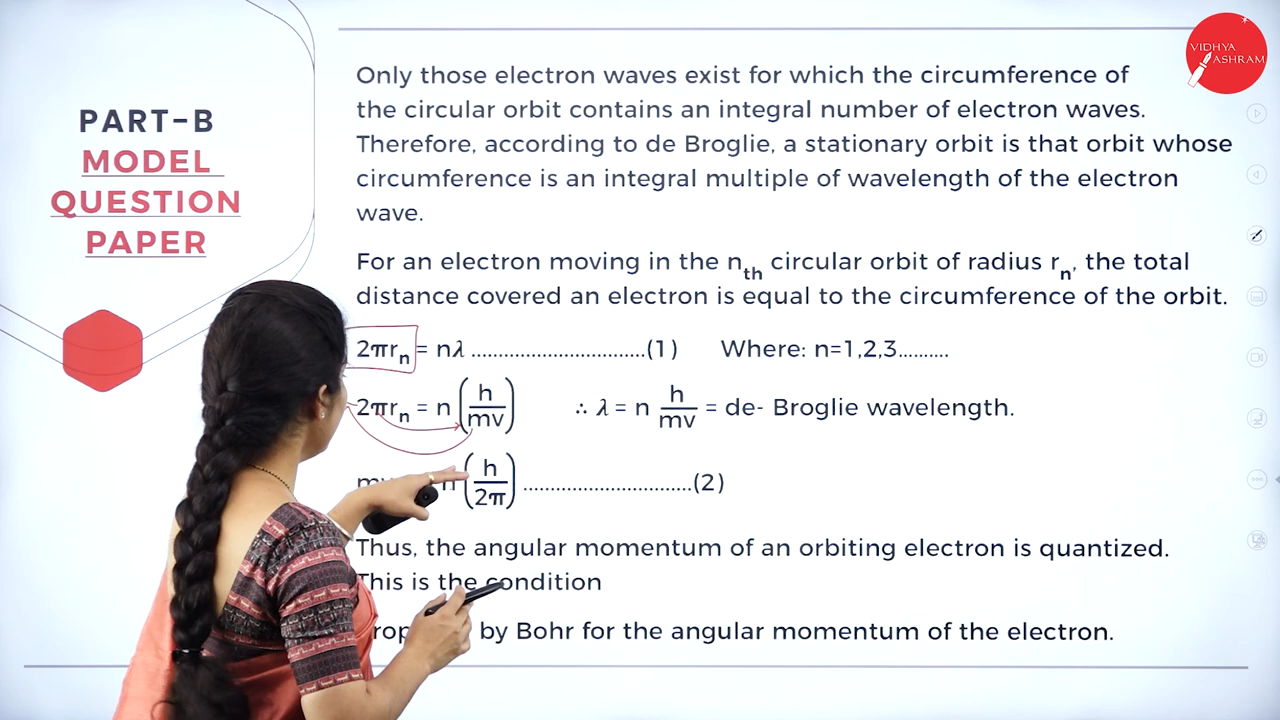 VIDHYA
ASHRAM
PART-B
MODEL
QUESTION
PAPER
Only those electron waves exist for which the circumference of
the circular orbit contains an integral number of electron waves.
Therefore, according to de Broglie, a stationary orbit is that orbit whose
circumference is an integral multiple of wavelength of the electron
wave.
For an electron moving in the nth circular orbit of radius rn, the total
distance covered an electron is equal to the circumference of the orbit.
2πrn = nλ ................................(1) Where: n=1,2,3..........
2πrn = n (h/mv) ∴ λ = n h/mv = de- Broglie wavelength.
n (h/2π) .............................(2)
Thus, the angular momentum of an orbiting electron is quantized.
This is the condition
by Bohr for the angular momentum of the electron.